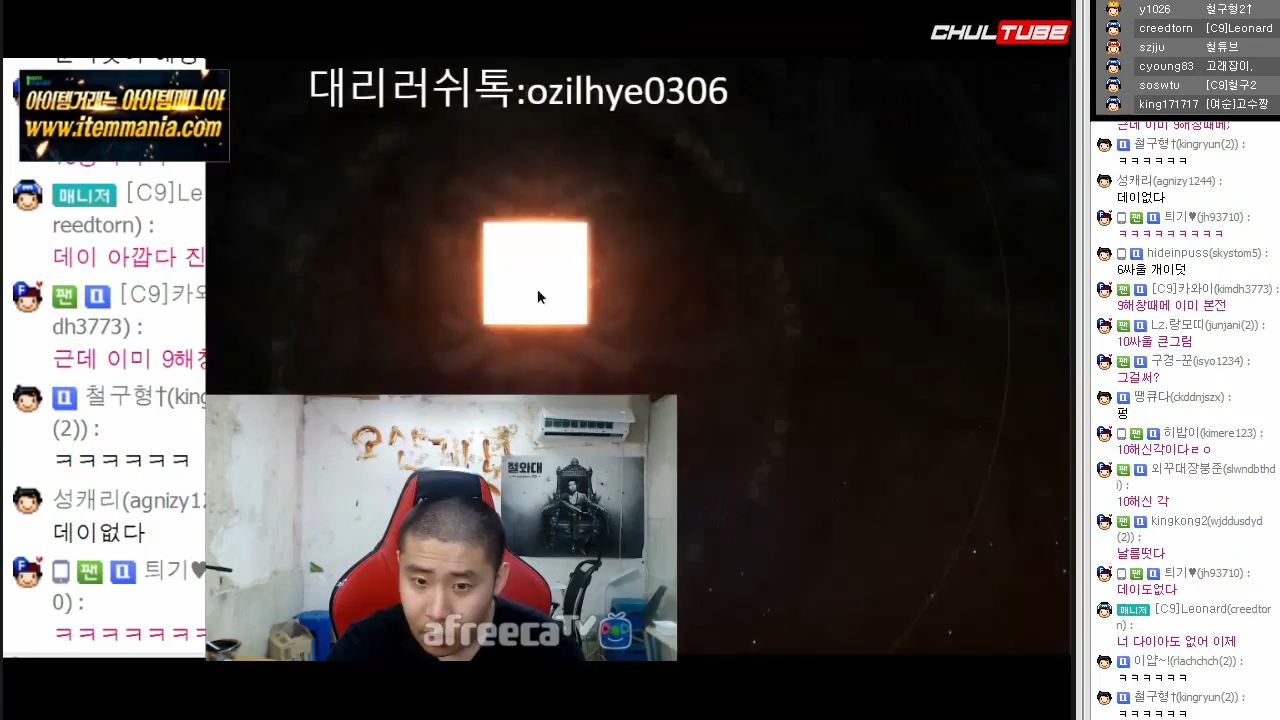 CHULTUBE
대리러쉬톡:ozilhye0306
아이템거래는 아이템매니아
www.itemmania.com
매니저 [C9]Le
reedtorn) :
데이 아깝다 진
팬 [C9]카와
dh3773) :
근데 이미 9해창
철구형†(king
(2)) :
ㅋㅋㅋㅋㅋㅋ
성캐리(agnizy12
데이없다
팬 틔기♥
0) :
ㅋㅋㅋㅋㅋㅋㅋ
철와대
afreecaTV
y1026 철구형2↑
creedtorn [C9]Leonard
szjju 철튜브
cyoung83 고래잡이,
soswtu [C9]철구2
king171717 [여순]고수짱
근데 이미 9해창때메;
철구형†(kingryun(2)) :
ㅋㅋㅋㅋㅋㅋ
성캐리(agnizy1244) :
데이없다
팬 틔기♥(jh93710) :
ㅋㅋㅋㅋㅋㅋㅋㅋㅋ
hideinpuss(skystom5) :
6싸울 개이덧
팬 [C9]카와이(kimdh3773) :
9해창때메 이미 본전
Lz.랑모띠(junjani(2)) :
10싸울 큰그림
팬 구경-꾼(isyo1234) :
그걸써?
땡큐다(ckddnjszx) :
펑
팬 히밥이(kimere123) :
10해신각이다ㄹㅇ
팬 외꾸대장봉준(slwndbthd
i) :
10해신 각
팬 kingkong2(wjddusdyd
(2)) :
날름떳다
팬 틔기♥(jh93710) :
데이도없다
매니저 [C9]Leonard(creedtor
n) :
너 다이아도 없어 이제
이얍~!(rlachchch(2)) :
ㅋㅋㅋㅋㅋㅋ
철구형†(kingryun(2)) :
ㅋㅋㅋㅋㅋㅋ